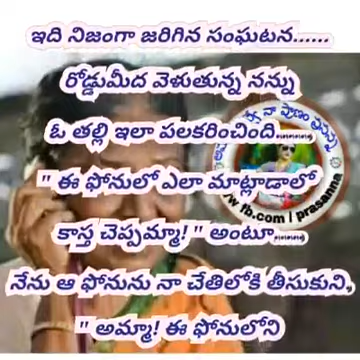 ఇది నిజంగా జరిగిన సంఘటన......
రోడ్డుమీద వెళుతున్న నన్ను
ఓ తల్లి ఇలా పలకరించింది.......
" ఈ ఫోనులో ఎలా మాట్లాడాలో
కాస్త చెప్పమ్మా! " అంటూ......
నేను ఆ ఫోనును నా చేతిలోకి తీసుకుని,
" అమ్మా! ఈ ఫోనులోని
fb.com / prasanna